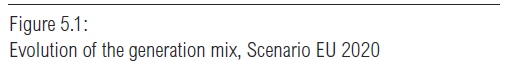 Figure 5.1:
Evolution of the generation mix, Scenario EU 2020